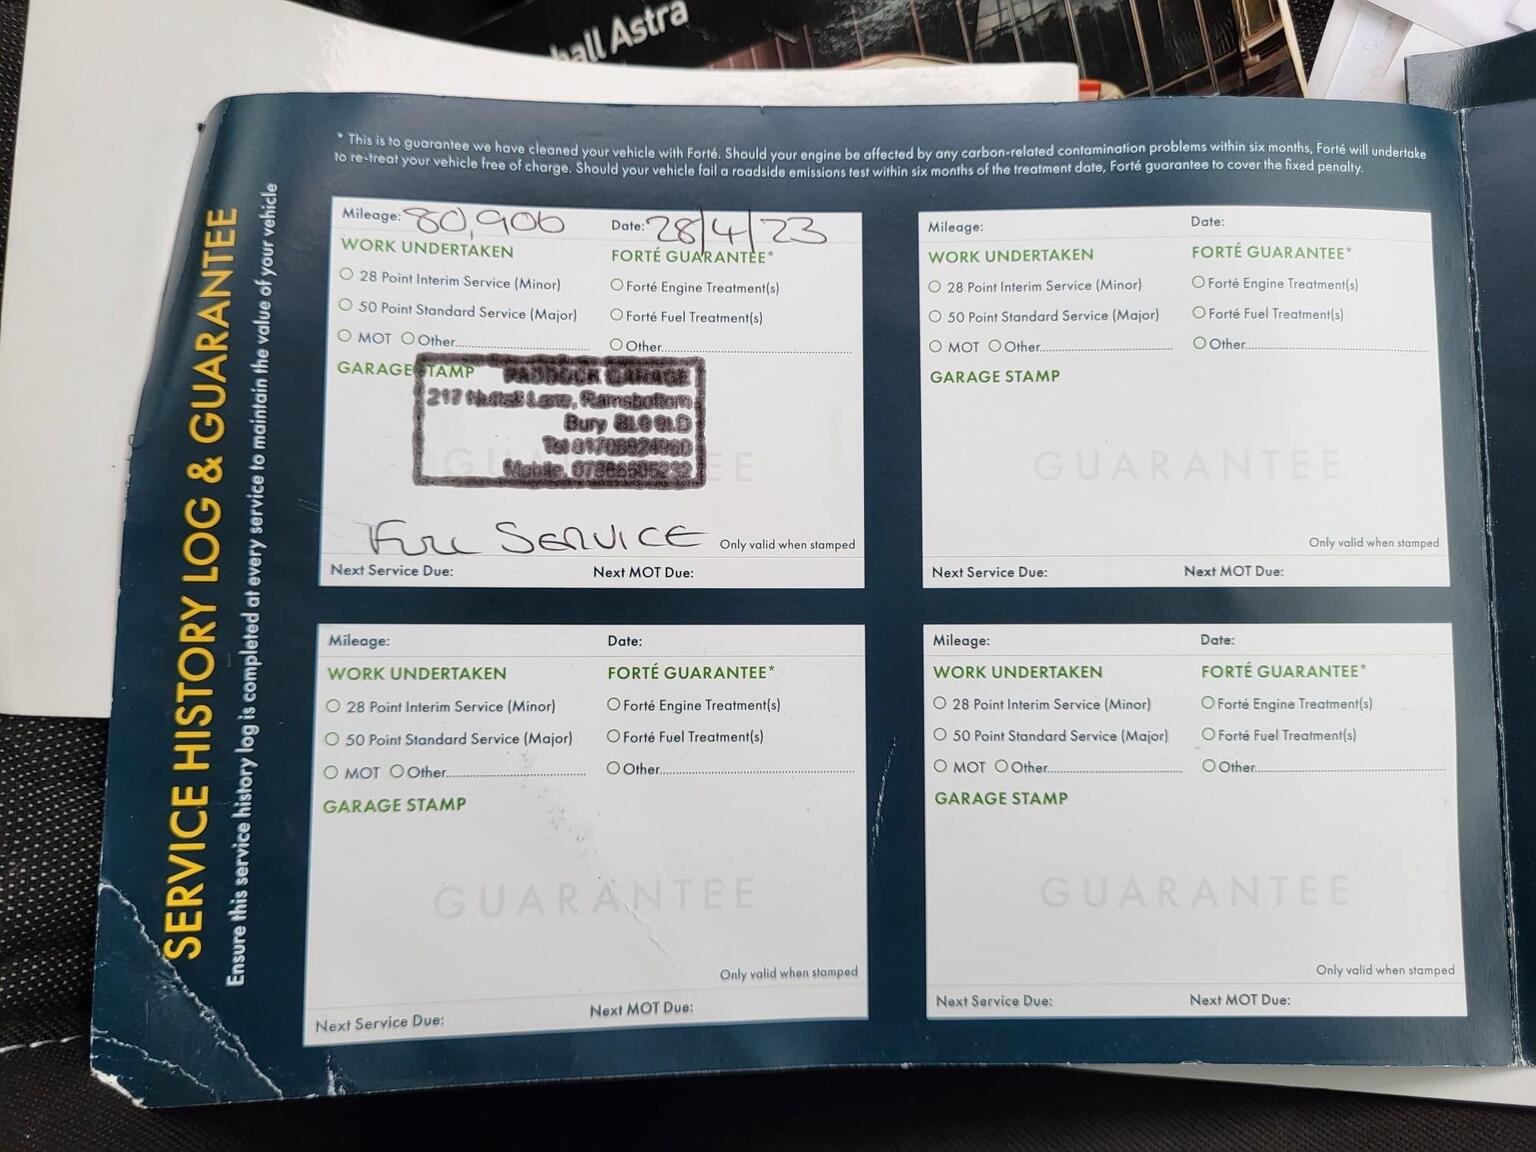 all Astra
SERVICE HISTORY LOG & GUARANTEE
Ensure this service history log is completed at every service to maintain the value of your vehicle
* This is to guarantee we have cleaned your vehicle with Forté. Should your engine be affected by any carbon-related contamination problems within six months, Forté will undertake
to re-treat your vehicle free of charge. Should your vehicle fail a roadside emissions test within six months of the treatment date, Forté guarantee to cover the fixed penalty.
Mileage: 80,906 Date: 28/4/23
WORK UNDERTAKEN FORTÉ GUARANTEE*
28 Point Interim Service (Minor) Forté Engine Treatment(s)
50 Point Standard Service (Major) Forté Fuel Treatment(s)
MOT Other Other
GARAGE STAMP
PADDOCK GARAGE
217 Nuttall Lane, Ramsbottom
Bury
Tel 01706924960
Mobile.
GUARANTEE
FULL SERVICE Only valid when stamped
Next Service Due: Next MOT Due:
Mileage: Date:
WORK UNDERTAKEN FORTÉ GUARANTEE*
28 Point Interim Service (Minor) Forté Engine Treatment(s)
50 Point Standard Service (Major) Forté Fuel Treatment(s)
MOT Other Other
GARAGE STAMP
GUARANTEE
Only valid when stamped
Next Service Due: Next MOT Due:
Mileage: Date:
WORK UNDERTAKEN FORTÉ GUARANTEE*
28 Point Interim Service (Minor) Forté Engine Treatment(s)
50 Point Standard Service (Major) Forté Fuel Treatment(s)
MOT Other Other
GARAGE STAMP
GUARANTEE
Only valid when stamped
Next Service Due: Next MOT Due:
Mileage: Date:
WORK UNDERTAKEN FORTÉ GUARANTEE*
28 Point Interim Service (Minor) Forté Engine Treatment(s)
50 Point Standard Service (Major) Forté Fuel Treatment(s)
MOT Other Other
GARAGE STAMP
GUARANTEE
Only valid when stamped
Next Service Due: Next MOT Due: